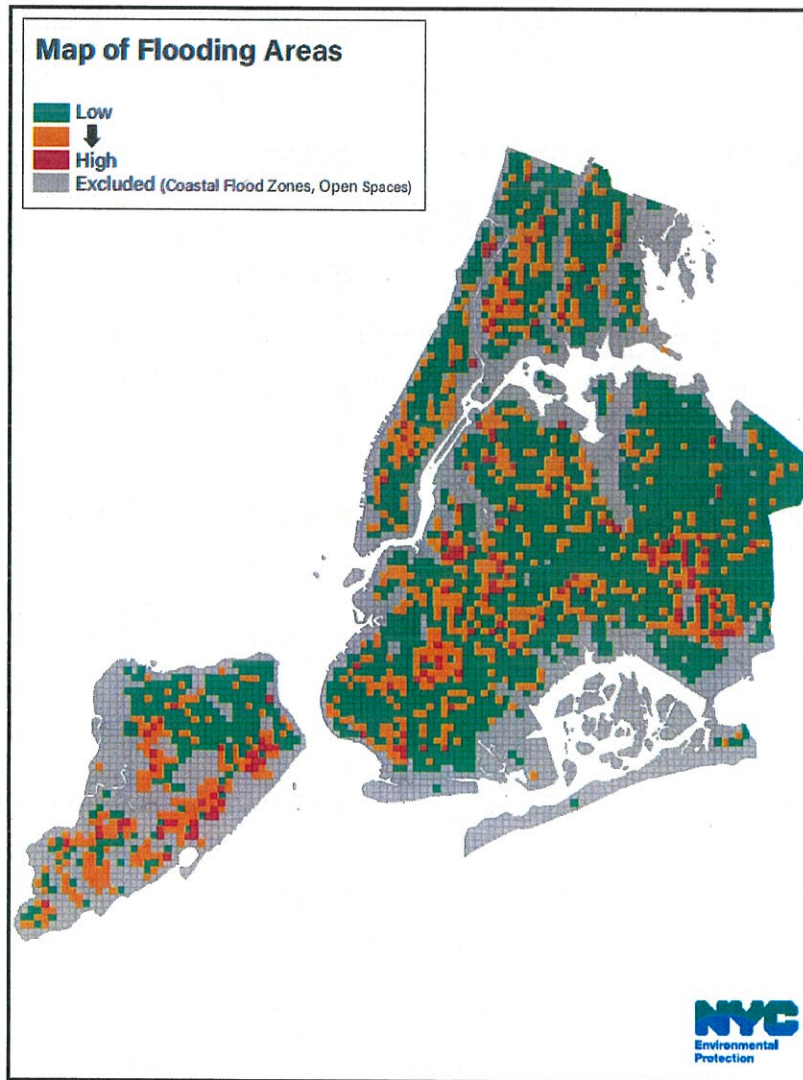 Map of Flooding Areas
Low
High
Excluded (Coastal Flood Zones, Open Spaces)
NYC
Environmental
Protection